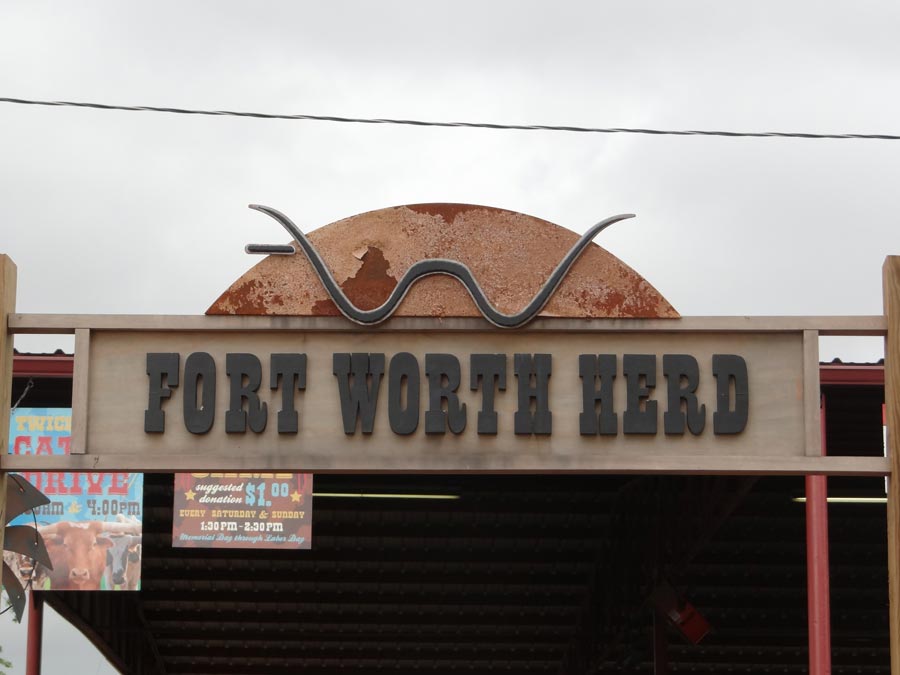 FORT WORTH HERD
DRIVE
& 4:00PM
suggested
donation $1.00
EVERY SATURDAY & SUNDAY
1:30PM-2:30PM
Memorial Day through Labor Day